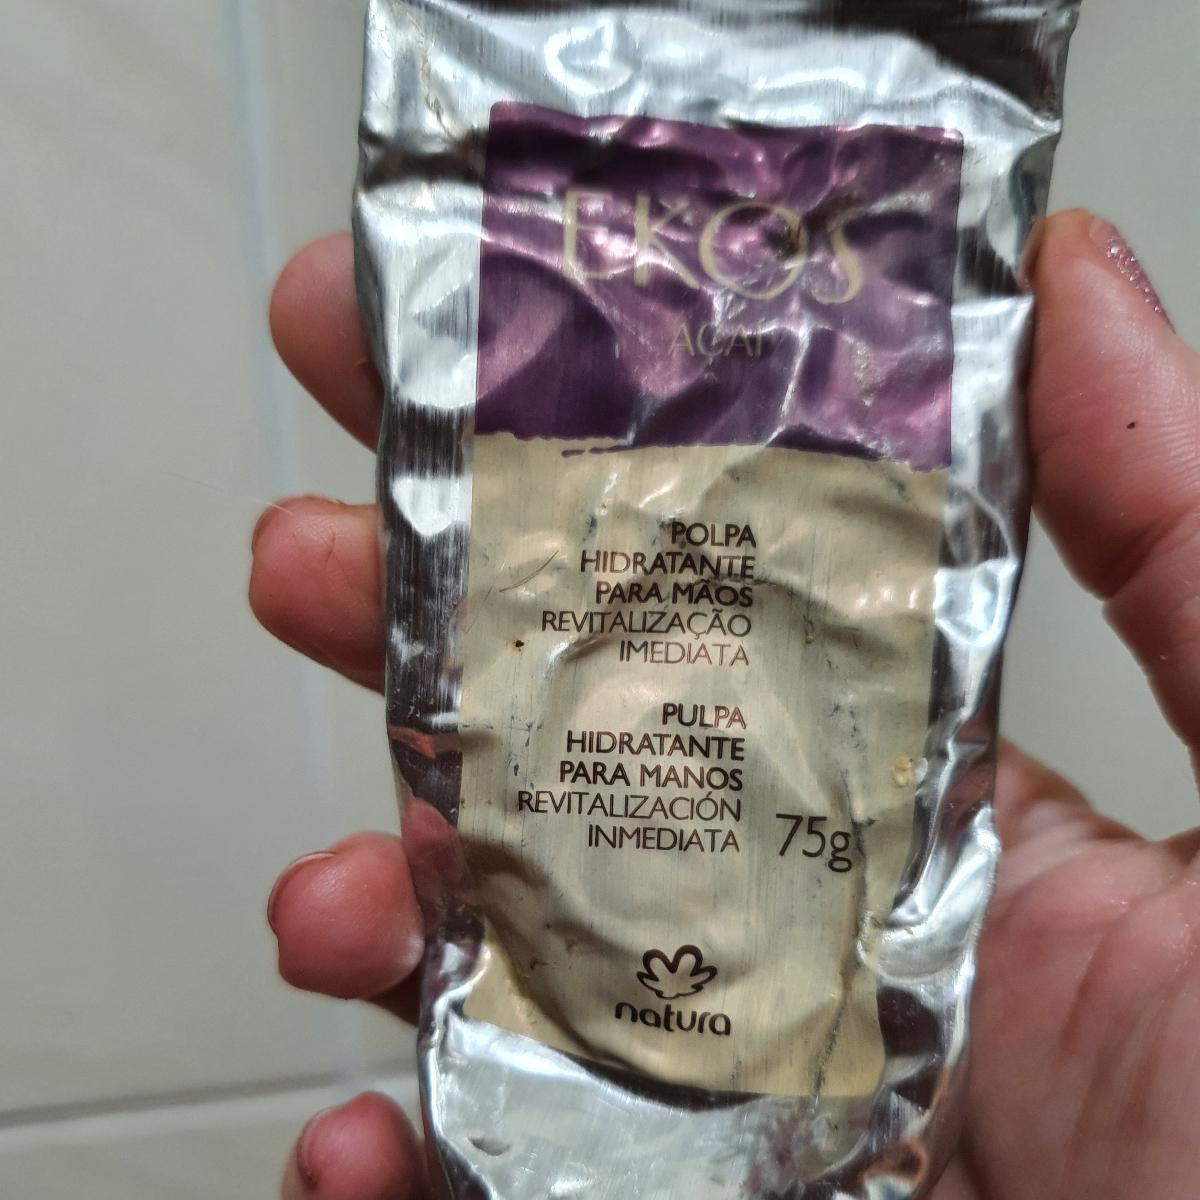 EKOS
AÇAÍ
POLPA
HIDRATANTE
PARA MÃOS
REVITALIZAÇÃO
IMEDIATA
PULPA
HIDRATANTE
PARA MANOS
REVITALIZACIÓN
INMEDIATA
75g
natura